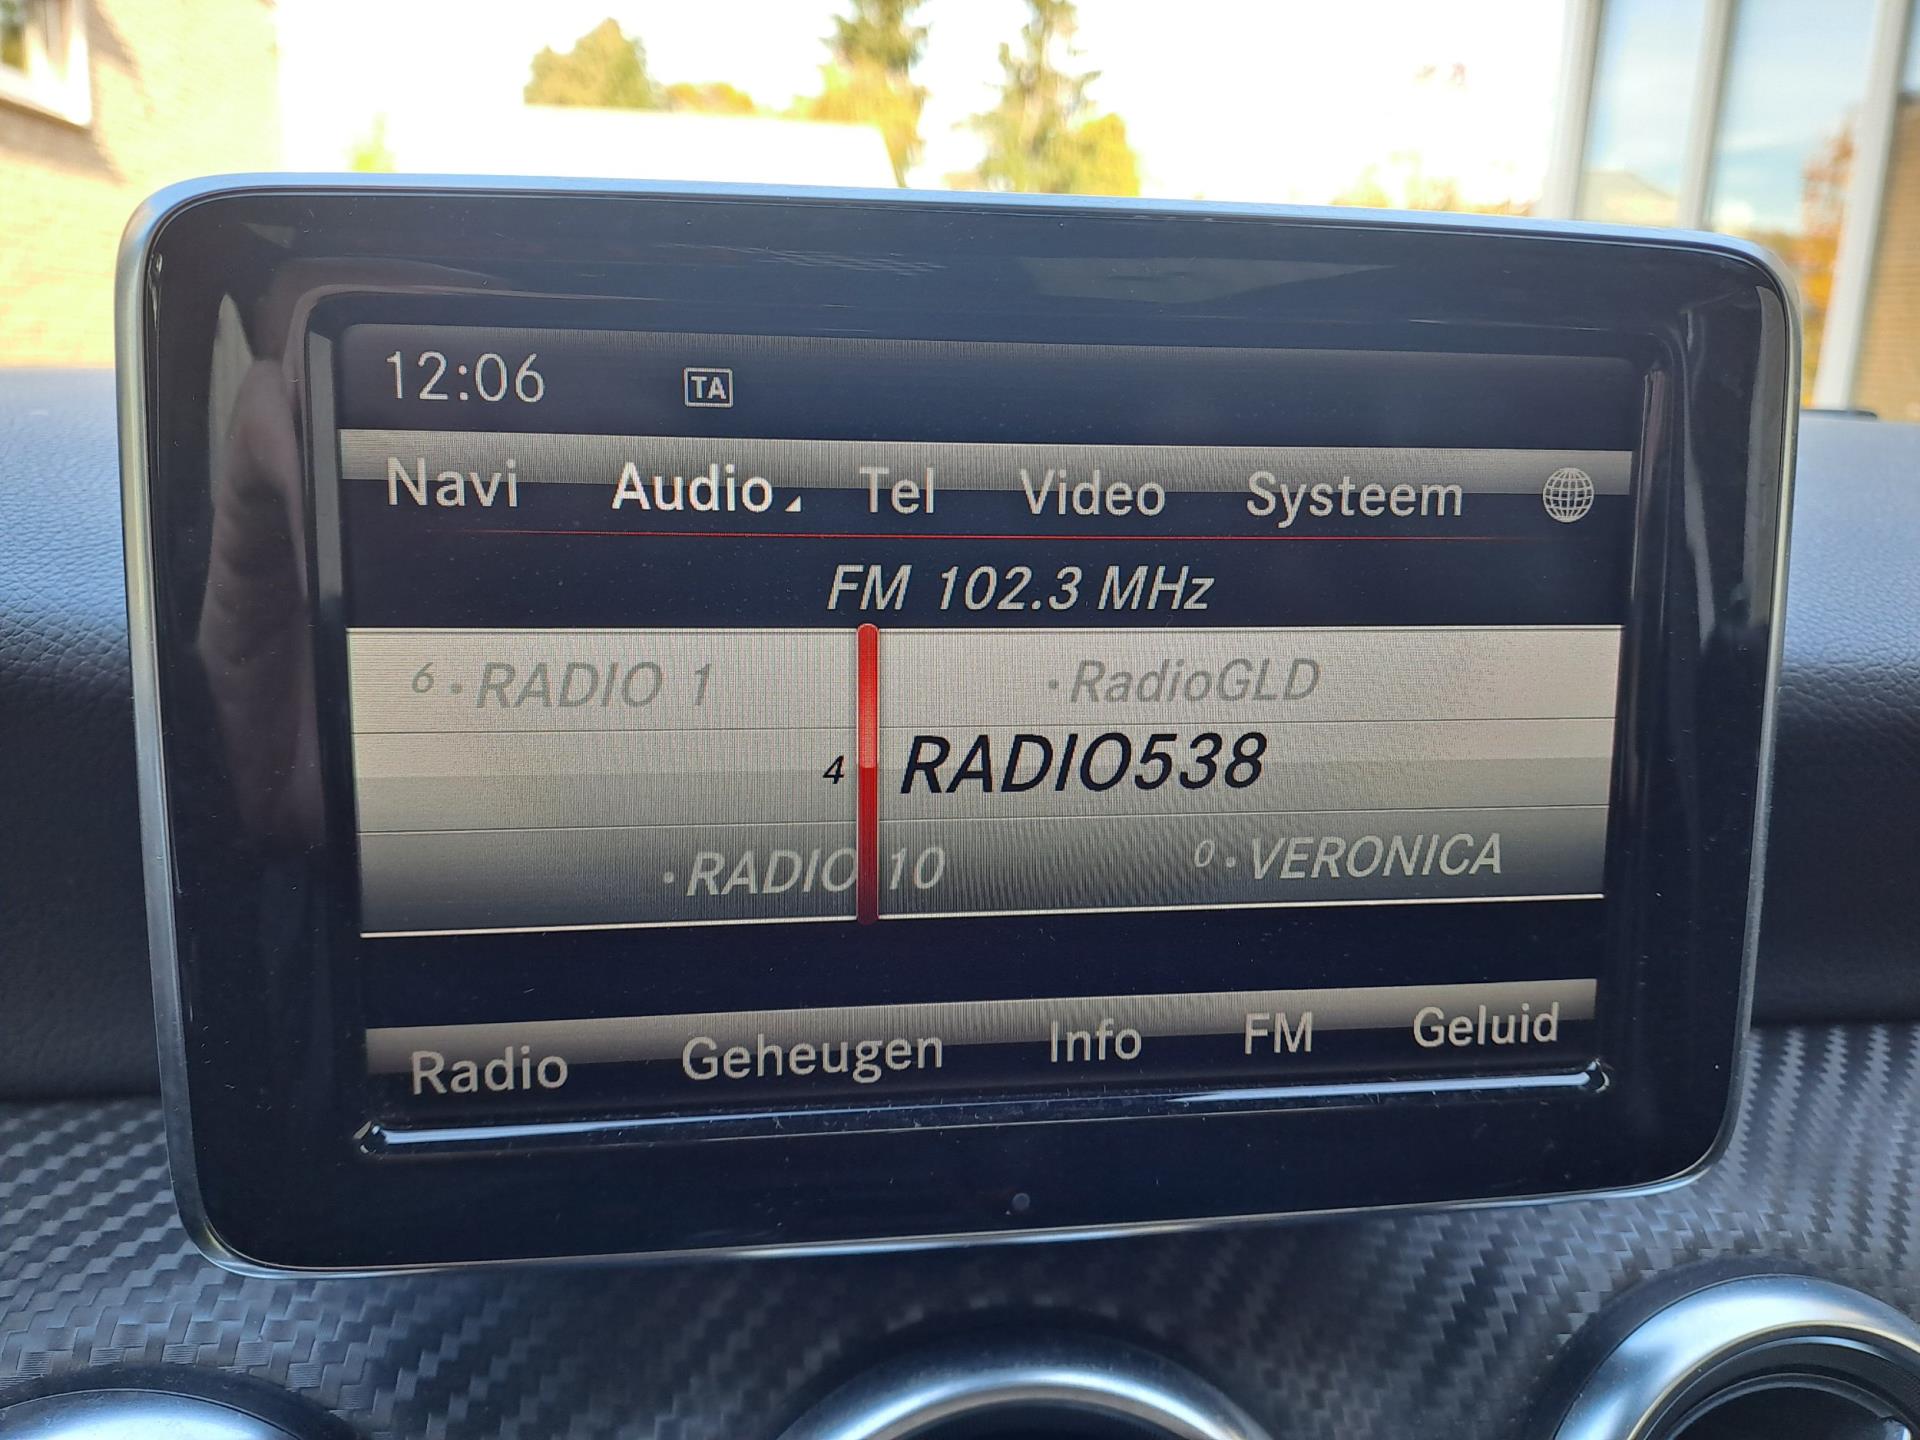 12:06 TA
Navi Audio Tel Video Systeem
FM 102.3 MHz
6 · RADIO 1 · RadioGLD
4 RADIO538
· RADIO 10 0 · VERONICA
Radio Geheugen Info FM Geluid